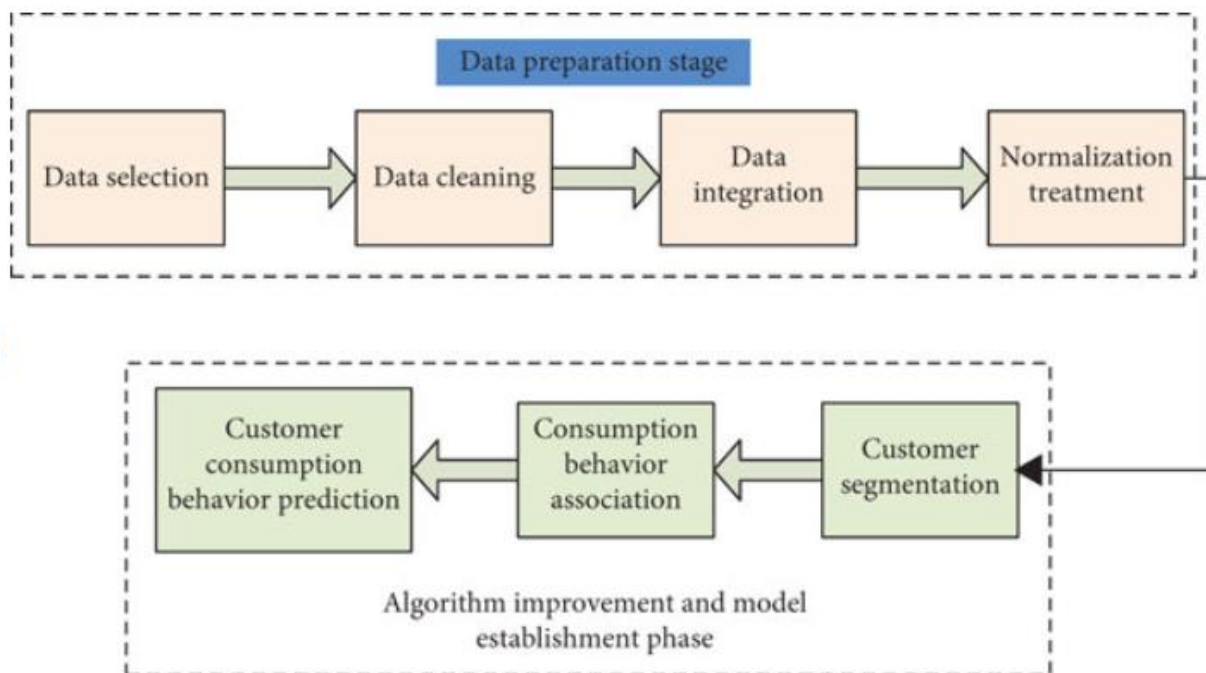 Data preparation stage
Data selection
Data cleaning
Data
integration
Normalization
treatment
Customer
consumption
behavior prediction
Consumption
behavior
association
Customer
segmentation
Algorithm improvement and model
establishment phase